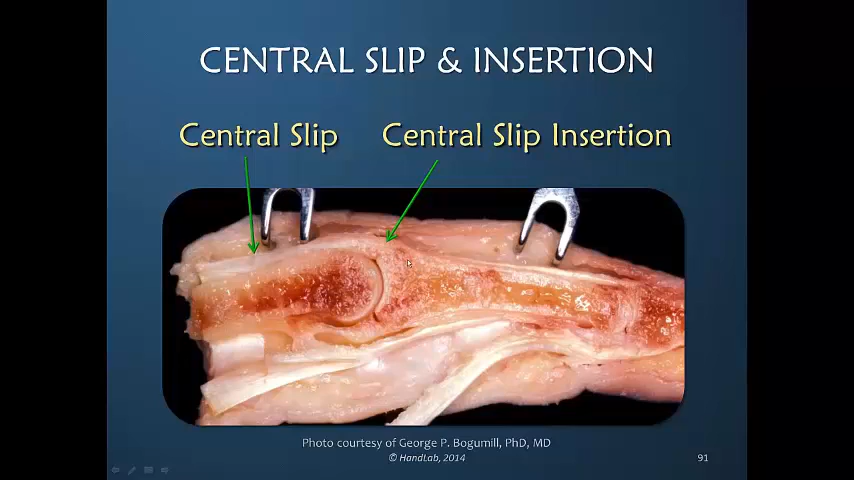 CENTRAL SLIP & INSERTION
Central Slip
Central Slip Insertion
Photo courtesy of George P. Bogumill, PhD, MD
© HandLab, 2014
91